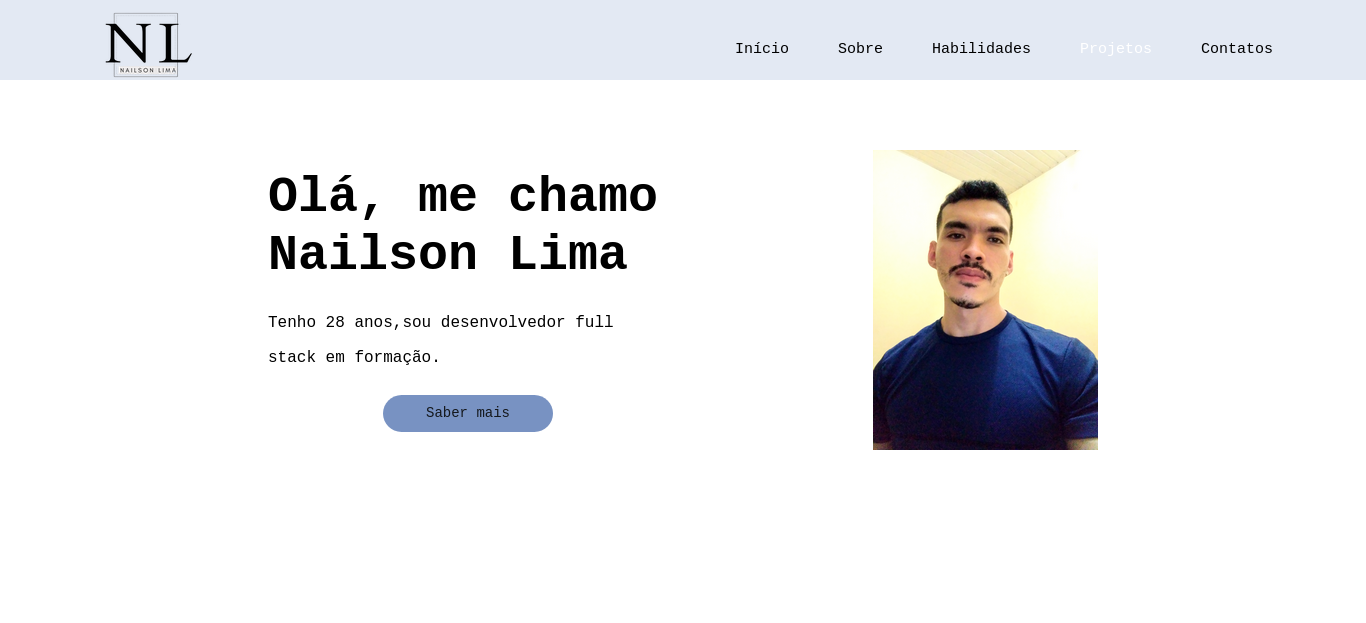 NL
NAILSON LIMA
Início Sobre Habilidades Projetos Contatos
Olá, me chamo
Nailson Lima
Tenho 28 anos,sou desenvolvedor full
stack em formação.
Saber mais